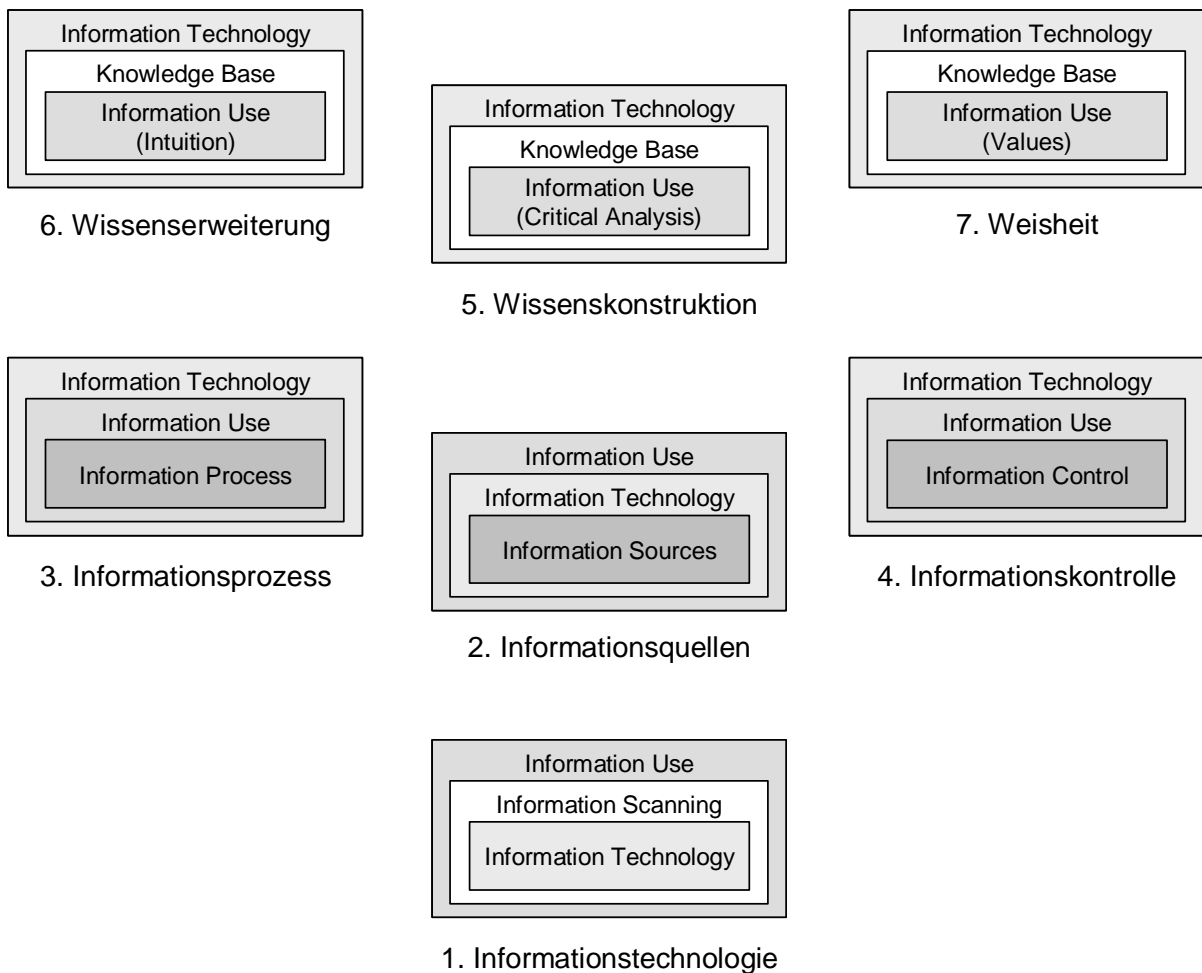 Information Technology
Knowledge Base
Information Use
(Intuition)
6. Wissenserweiterung
Information Technology
Knowledge Base
Information Use
(Critical Analysis)
5. Wissenskonstruktion
Information Technology
Knowledge Base
Information Use
(Values)
7. Weisheit
Information Technology
Information Use
Information Process
3. Informationsprozess
Information Use
Information Technology
Information Sources
2. Informationsquellen
Information Technology
Information Use
Information Control
4. Informationskontrolle
Information Use
Information Scanning
Information Technology
1. Informationstechnologie